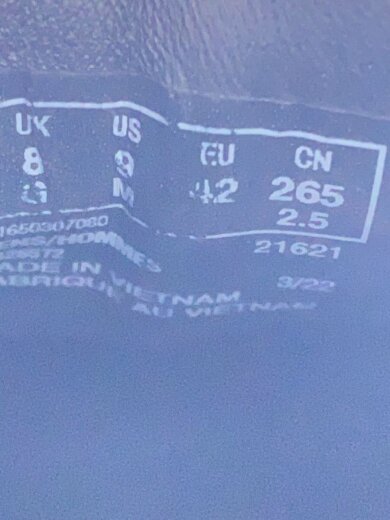 UK US EU CN
8 9 42 265
G M 2.5
21621
MENS/HOMMES
MADE IN VIETNAM 3/22
FABRIQUE AU VIETNAM